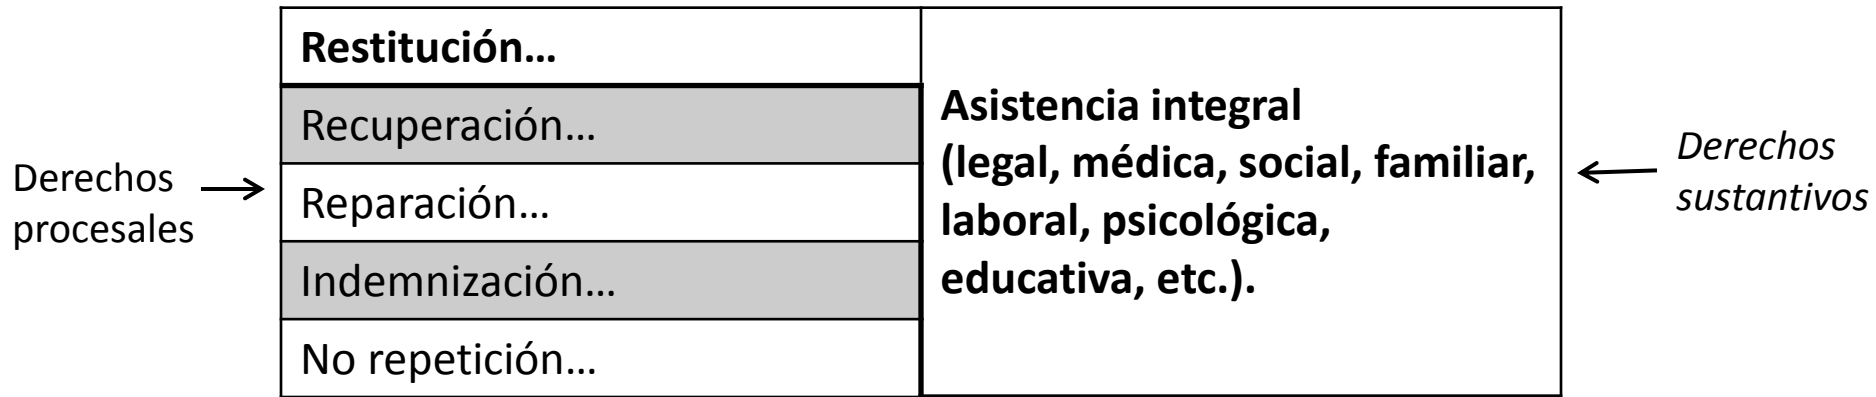 Derechos
procesales
Restitución…
Recuperación…
Reparación…
Indemnización…
No repetición…
Asistencia integral
(legal, médica, social, familiar,
laboral, psicológica,
educativa, etc.).
Derechos
sustantivos